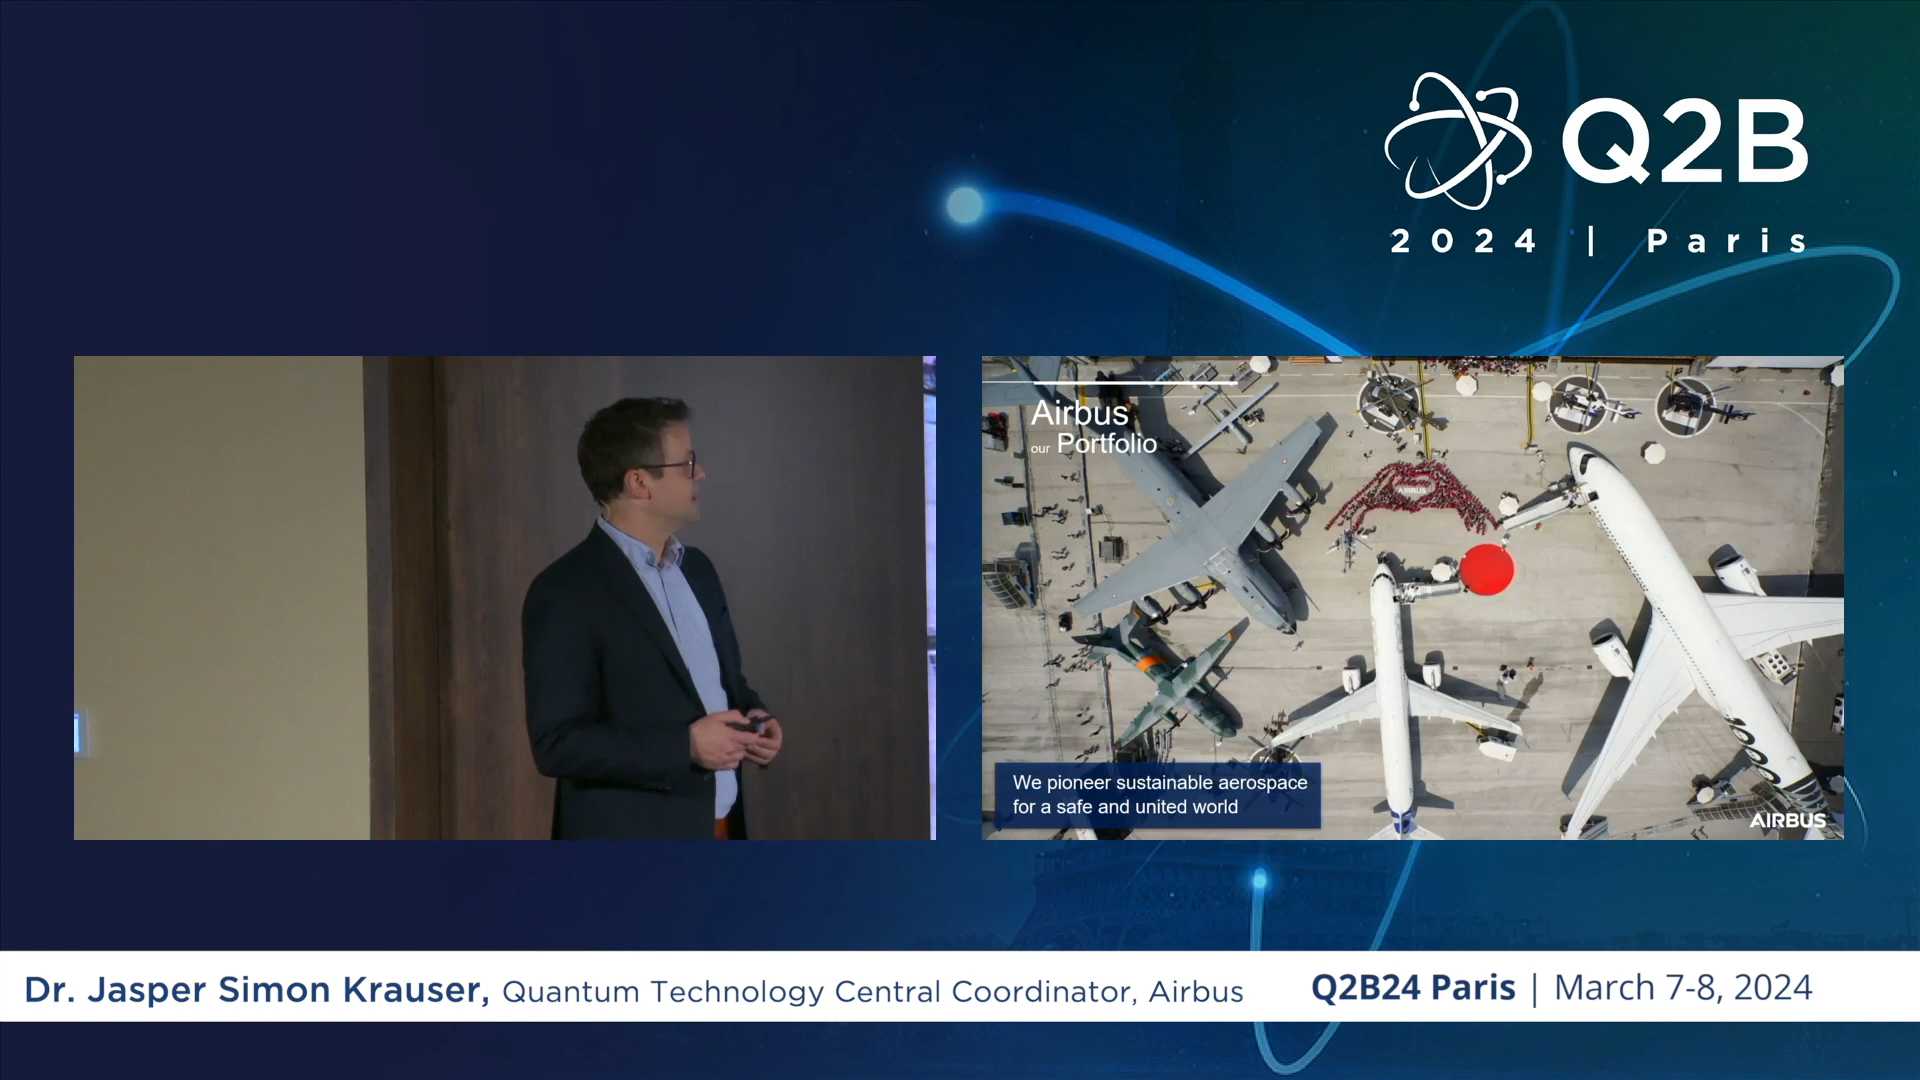 Q2B
2024 | Paris
Airbus
our Portfolio
AIRBUS
We pioneer sustainable aerospace
for a safe and united world
AIRBUS
Dr. Jasper Simon Krauser, Quantum Technology Central Coordinator, Airbus
Q2B24 Paris | March 7-8, 2024